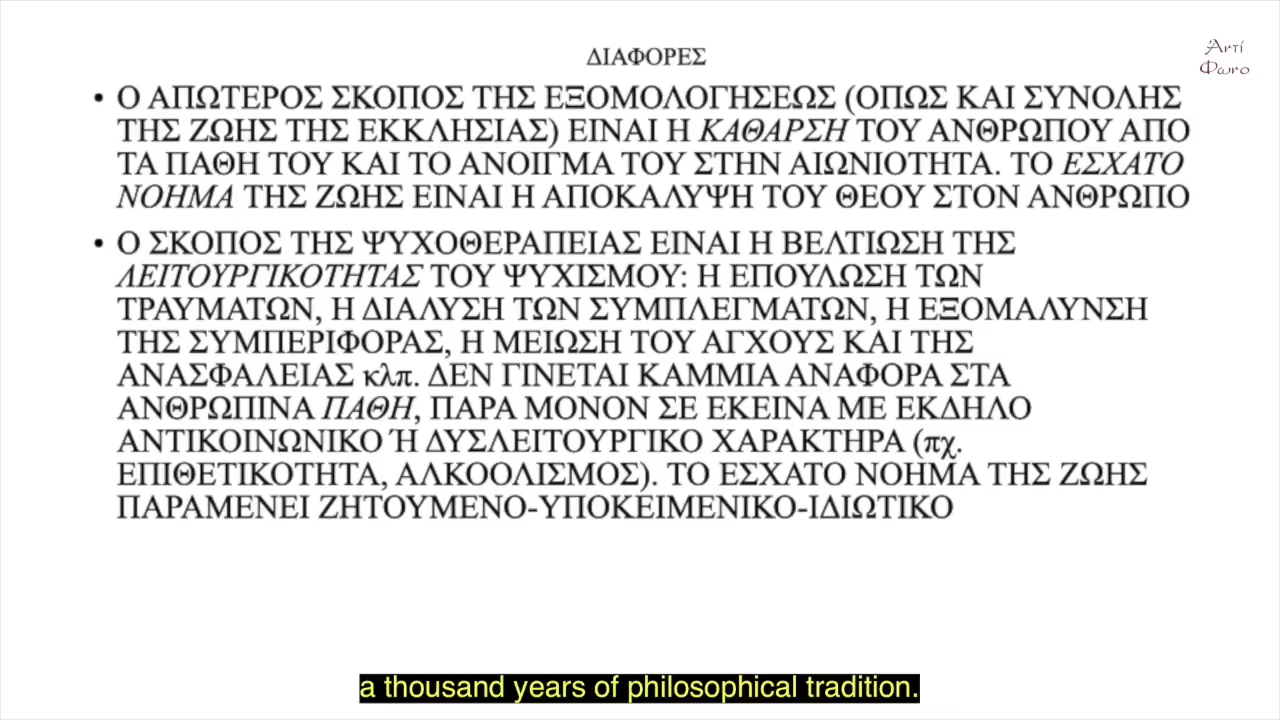 ΔΙΑΦΟΡΕΣ
Ἀντί
Φωνο
• Ο ΑΠΩΤΕΡΟΣ ΣΚΟΠΟΣ ΤΗΣ ΕΞΟΜΟΛΟΓΗΣΕΩΣ (ΟΠΩΣ ΚΑΙ ΣΥΝΟΛΗΣ
ΤΗΣ ΖΩΗΣ ΤΗΣ ΕΚΚΛΗΣΙΑΣ) ΕΙΝΑΙ Η ΚΑΘΑΡΣΗ ΤΟΥ ΑΝΘΡΩΠΟΥ ΑΠΟ
ΤΑ ΠΑΘΗ ΤΟΥ ΚΑΙ ΤΟ ΑΝΟΙΓΜΑ ΤΟΥ ΣΤΗΝ ΑΙΩΝΙΟΤΗΤΑ. ΤΟ ΕΣΧΑΤΟ
ΝΟΗΜΑ ΤΗΣ ΖΩΗΣ ΕΙΝΑΙ Η ΑΠΟΚΑΛΥΨΗ ΤΟΥ ΘΕΟΥ ΣΤΟΝ ΑΝΘΡΩΠΟ
• Ο ΣΚΟΠΟΣ ΤΗΣ ΨΥΧΟΘΕΡΑΠΕΙΑΣ ΕΙΝΑΙ Η ΒΕΛΤΙΩΣΗ ΤΗΣ
ΛΕΙΤΟΥΡΓΙΚΟΤΗΤΑΣ ΤΟΥ ΨΥΧΙΣΜΟΥ: Η ΕΠΟΥΛΩΣΗ ΤΩΝ
ΤΡΑΥΜΑΤΩΝ, Η ΔΙΑΛΥΣΗ ΤΩΝ ΣΥΜΠΛΕΓΜΑΤΩΝ, Η ΕΞΟΜΑΛΥΝΣΗ
ΤΗΣ ΣΥΜΠΕΡΙΦΟΡΑΣ, Η ΜΕΙΩΣΗ ΤΟΥ ΑΓΧΟΥΣ ΚΑΙ ΤΗΣ
ΑΝΑΣΦΑΛΕΙΑΣ κλπ. ΔΕΝ ΓΙΝΕΤΑΙ ΚΑΜΜΙΑ ΑΝΑΦΟΡΑ ΣΤΑ
ΑΝΘΡΩΠΙΝΑ ΠΑΘΗ, ΠΑΡΑ ΜΟΝΟΝ ΣΕ ΕΚΕΙΝΑ ΜΕ ΕΚΔΗΛΟ
ΑΝΤΙΚΟΙΝΩΝΙΚΟ Ή ΔΥΣΛΕΙΤΟΥΡΓΙΚΟ ΧΑΡΑΚΤΗΡΑ (πχ.
ΕΠΙΘΕΤΙΚΟΤΗΤΑ, ΑΛΚΟΟΛΙΣΜΟΣ). ΤΟ ΕΣΧΑΤΟ ΝΟΗΜΑ ΤΗΣ ΖΩΗΣ
ΠΑΡΑΜΕΝΕΙ ΖΗΤΟΥΜΕΝΟ-ΥΠΟΚΕΙΜΕΝΙΚΟ-ΙΔΙΩΤΙΚΟ
a thousand years of philosophical tradition.